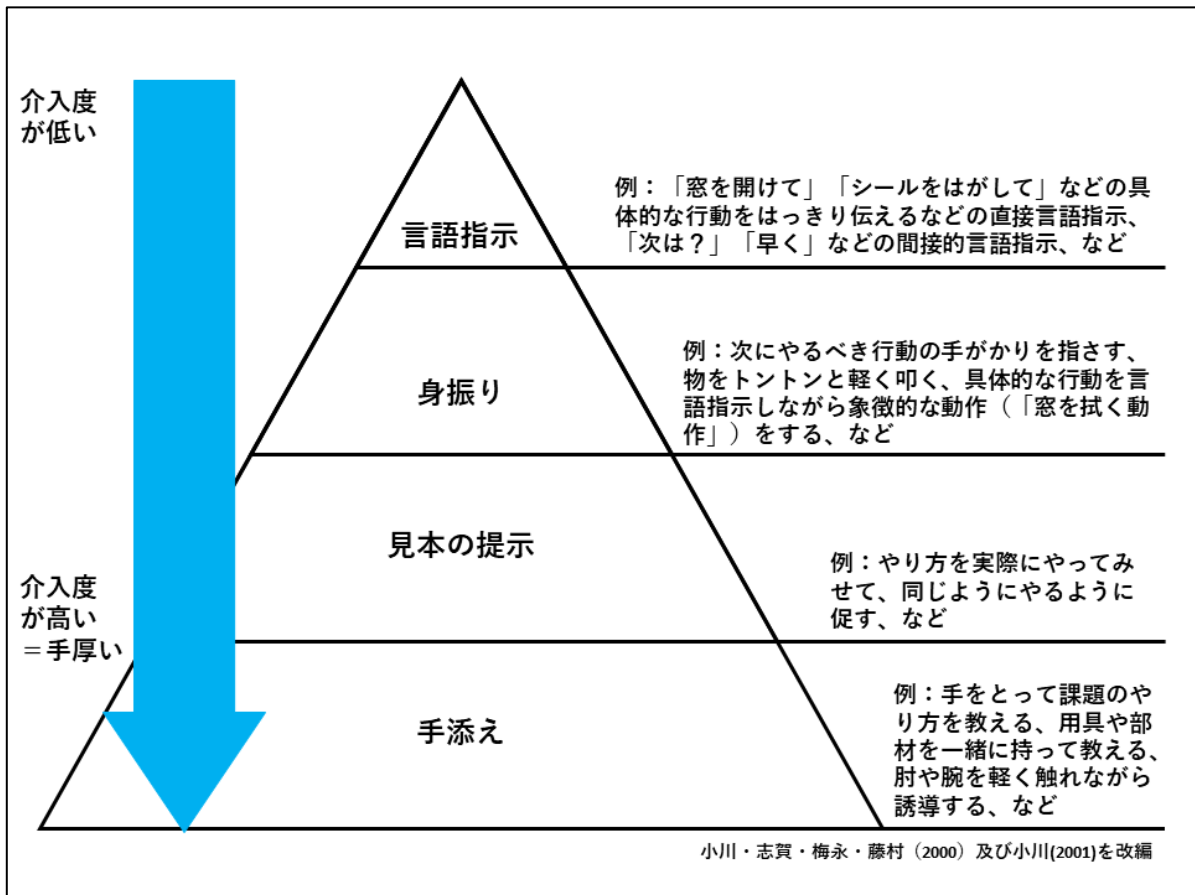 介入度
が低い
言語指示
例：「窓を開けて」「シールをはがして」などの具
体的な行動をはっきり伝えるなどの直接言語指示、
「次は？」「早く」などの間接的言語指示、など
身振り
例：次にやるべき行動の手がかりを指さす、
物をトントンと軽く叩く、具体的な行動を言
語指示しながら象徴的な動作（「窓を拭く動
作」）をする、など
見本の提示
例：やり方を実際にやってみ
せて、同じようにやるように
促す、など
介入度
が高い
＝手厚い
手添え
例：手をとって課題のや
り方を教える、用具や部
材を一緒に持って教える、
肘や腕を軽く触れながら
誘導する、など
小川・志賀・梅永・藤村（2000）及び小川(2001)を改編